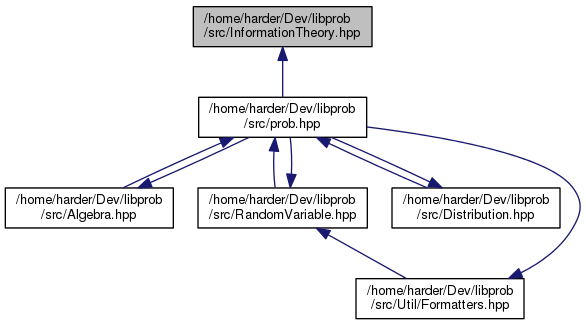 /home/harder/Dev/libprob
/src/InformationTheory.hpp
/home/harder/Dev/libprob
/src/prob.hpp
/home/harder/Dev/libprob
/src/Algebra.hpp
/home/harder/Dev/libprob
/src/RandomVariable.hpp
/home/harder/Dev/libprob
/src/Distribution.hpp
/home/harder/Dev/libprob
/src/Util/Formatters.hpp